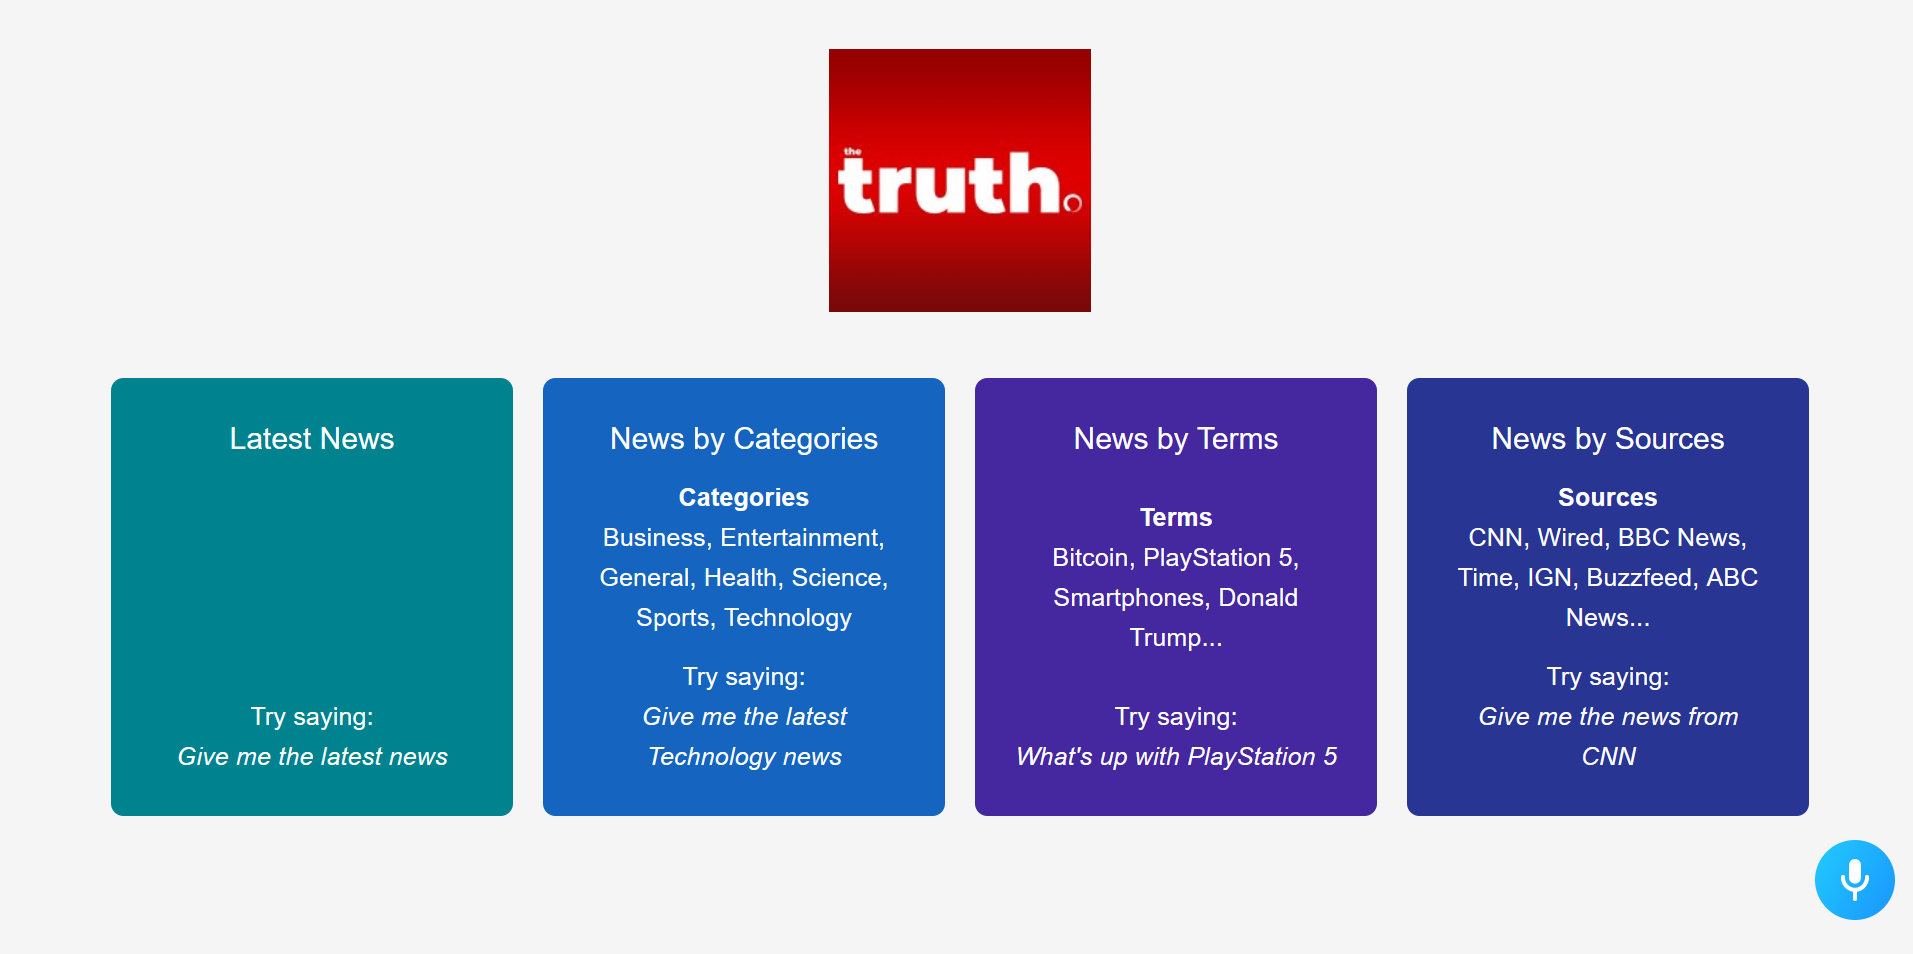 the
truth.
Latest News
Try saying:
Give me the latest news
News by Categories
Categories
Business, Entertainment,
General, Health, Science,
Sports, Technology
Try saying:
Give me the latest
Technology news
News by Terms
Terms
Bitcoin, PlayStation 5,
Smartphones, Donald
Trump...
Try saying:
What's up with PlayStation 5
News by Sources
Sources
CNN, Wired, BBC News,
Time, IGN, Buzzfeed, ABC
News...
Try saying:
Give me the news from
CNN